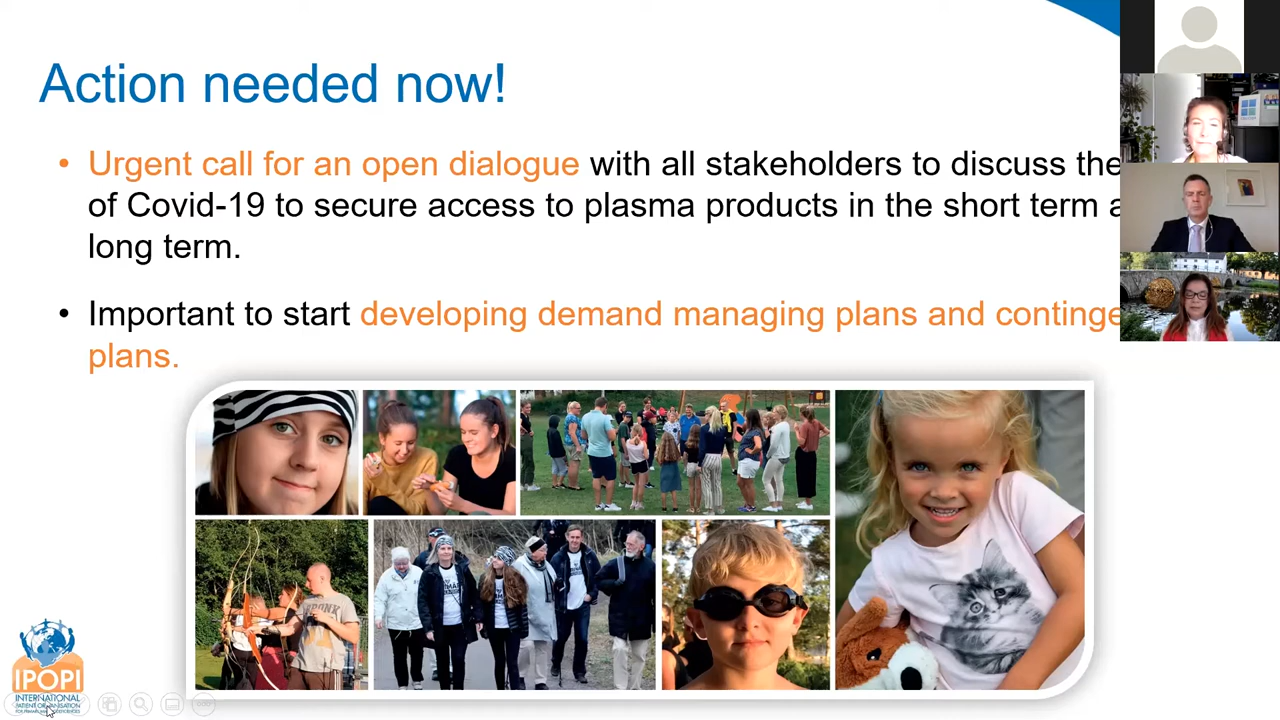 Action needed now!
• Urgent call for an open dialogue with all stakeholders to discuss the
of Covid-19 to secure access to plasma products in the short term a
long term.
• Important to start developing demand managing plans and continge
plans.
IPOPI
INTERNATIONAL
PATIENT ORGANISATION